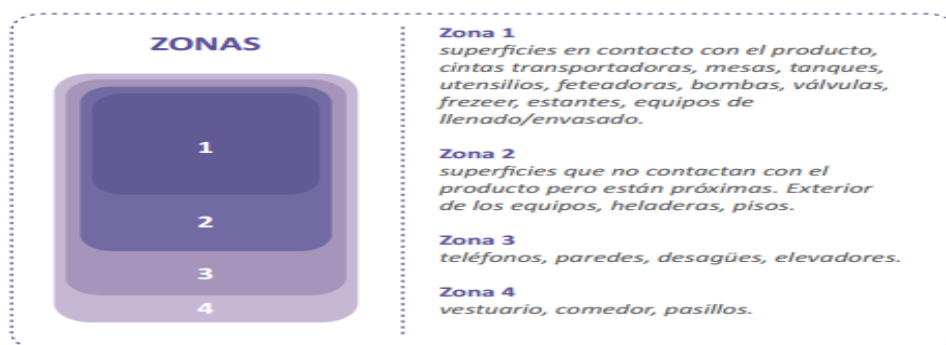 ZONAS
1
2
3
4
Zona 1
superficies en contacto con el producto,
cintas transportadoras, mesas, tanques,
utensilios, feteadoras, bombas, válvulas,
frezeer, estantes, equipos de
llenado/envasado.
Zona 2
superficies que no contactan con el
producto pero están próximas. Exterior
de los equipos, heladeras, pisos.
Zona 3
teléfonos, paredes, desagües, elevadores.
Zona 4
vestuario, comedor, pasillos.